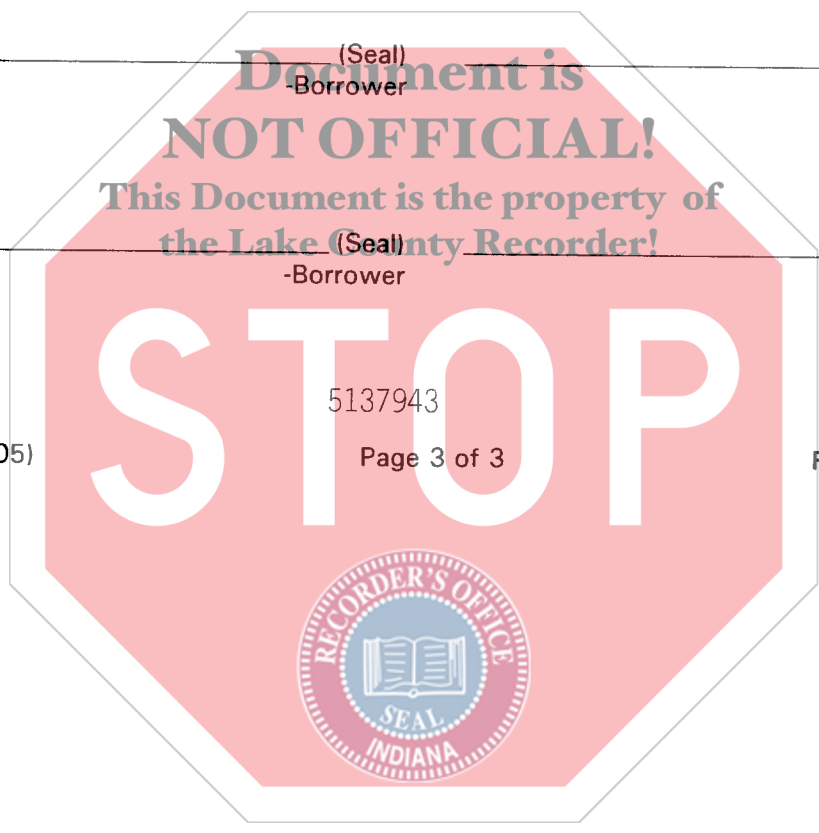 (Seal)
-Borrower
Document is
NOT OFFICIAL!
This Document is the property of
the Lake County Recorder!
(Seal)
-Borrower
STOP
5137943
05)
Page 3 of 3
RECORDER'S OFFICE
SEAL
INDIANA